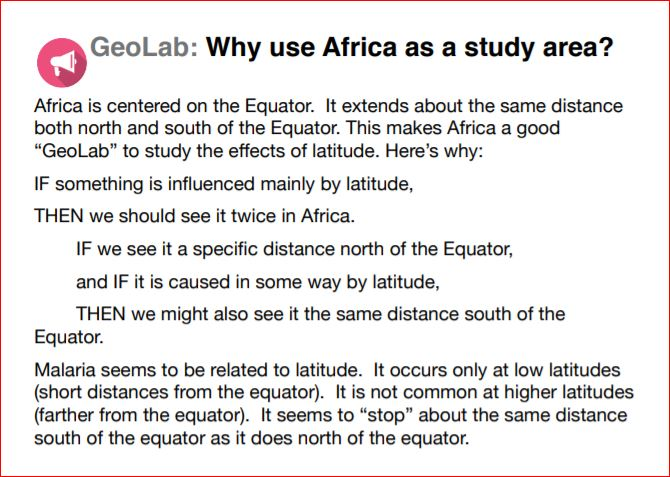 GeoLab: Why use Africa as a study area?
Africa is centered on the Equator.  It extends about the same distance
both north and south of the Equator. This makes Africa a good
“GeoLab” to study the effects of latitude. Here’s why:
IF something is influenced mainly by latitude,
THEN we should see it twice in Africa.
IF we see it a specific distance north of the Equator,
and IF it is caused in some way by latitude,
THEN we might also see it the same distance south of the
Equator.
Malaria seems to be related to latitude.  It occurs only at low latitudes
(short distances from the equator).  It is not common at higher latitudes
(farther from the equator).  It seems to “stop” about the same distance
south of the equator as it does north of the equator.